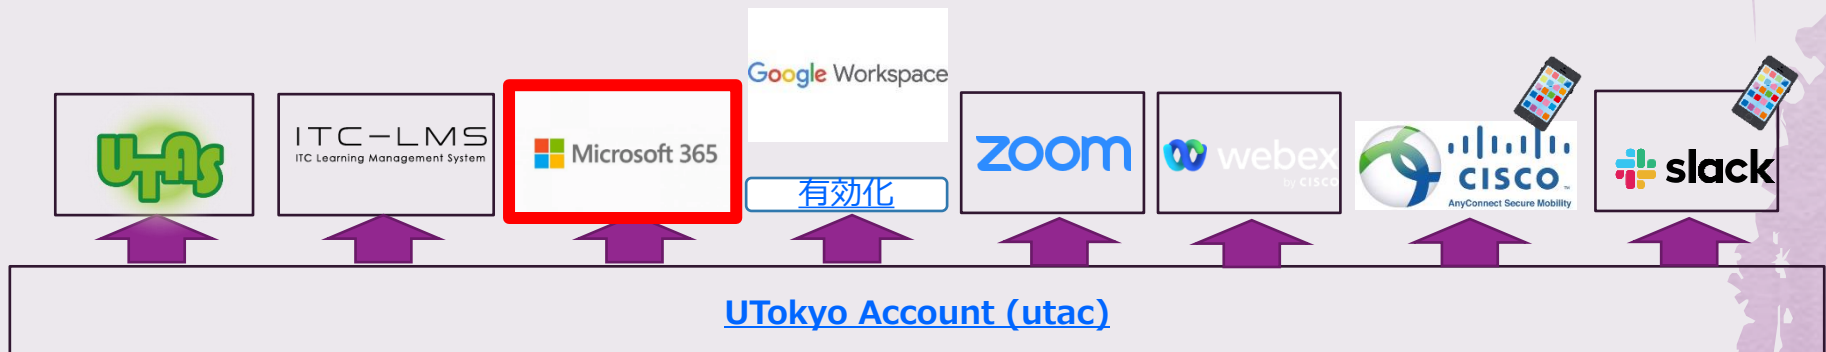 UTAS
ITC-LMS
ITC Learning Management System
Microsoft 365
Google Workspace
有効化
zoom
webex
by CISCO
CISCO
AnyConnect Secure Mobility
slack
UTokyo Account (utac)